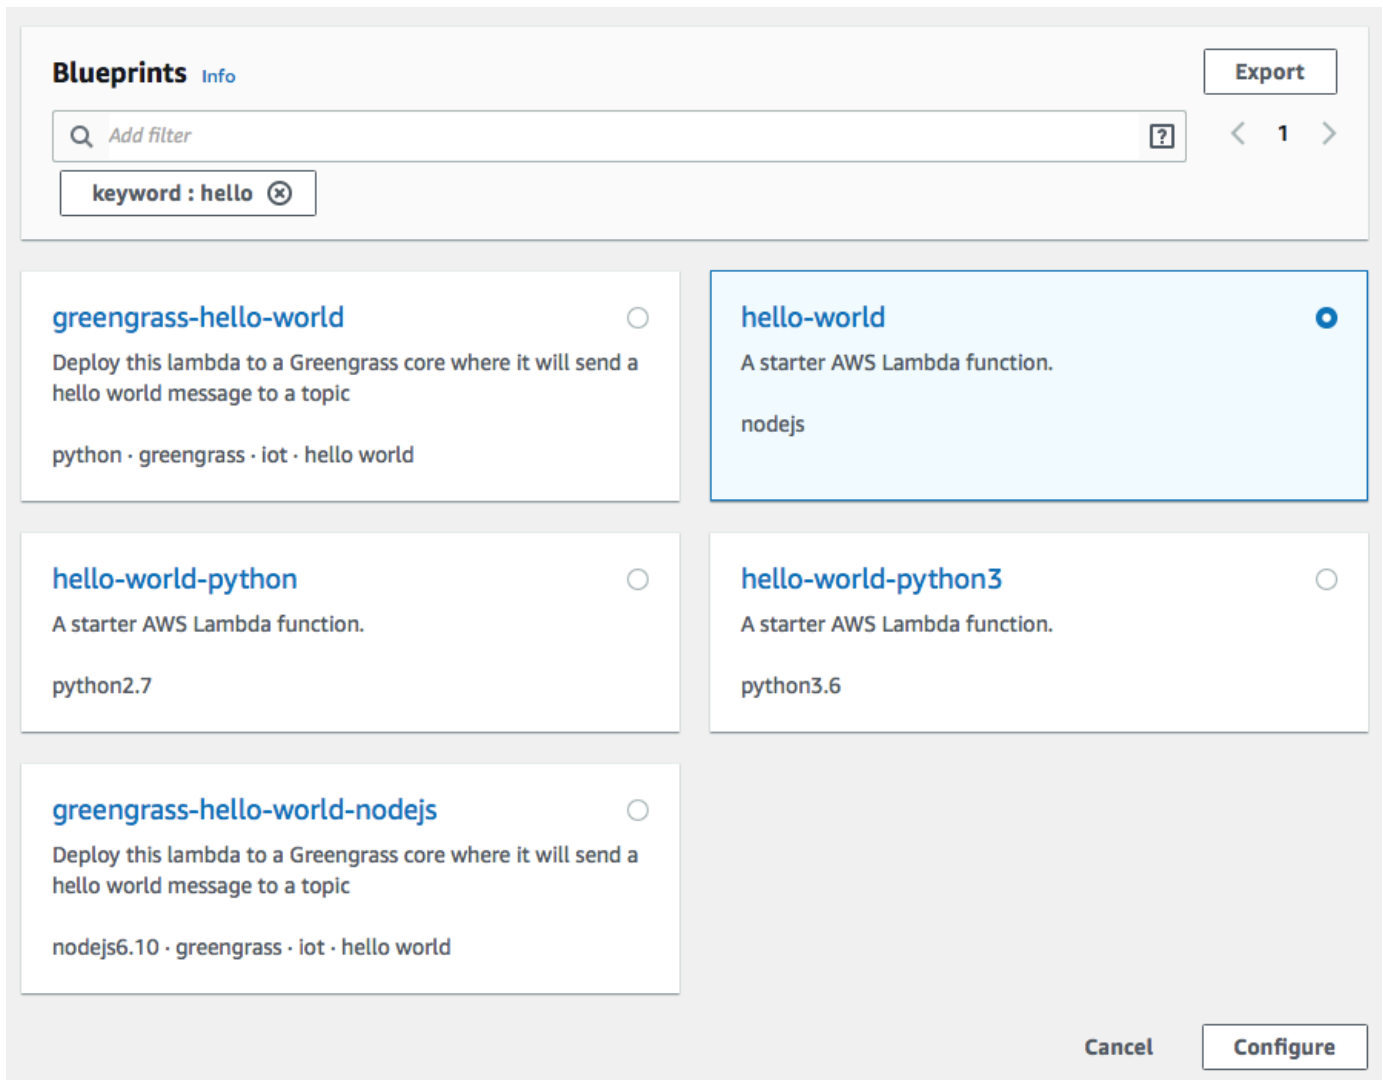 Blueprints Info
Export
Add filter
1
keyword : hello
greengrass-hello-world
Deploy this lambda to a Greengrass core where it will send a
hello world message to a topic
python · greengrass · iot · hello world
hello-world
A starter AWS Lambda function.
nodejs
hello-world-python
A starter AWS Lambda function.
python2.7
hello-world-python3
A starter AWS Lambda function.
python3.6
greengrass-hello-world-nodejs
Deploy this lambda to a Greengrass core where it will send a
hello world message to a topic
nodejs6.10 · greengrass · iot · hello world
Cancel
Configure